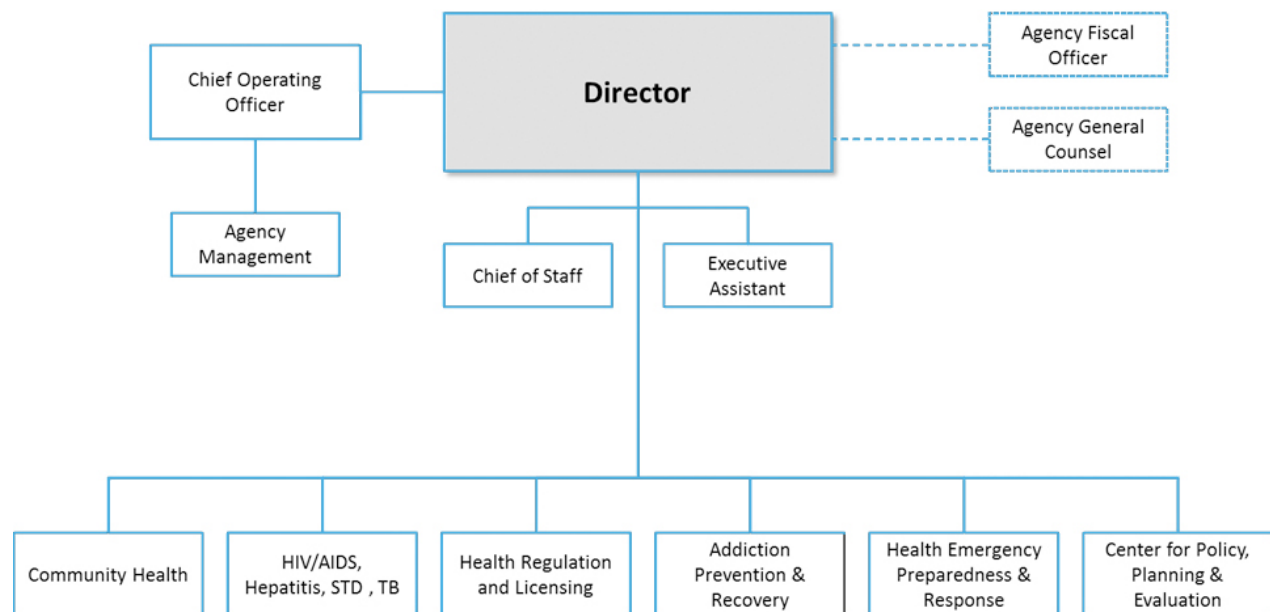 Agency Fiscal
Officer
Chief Operating
Officer
Director
Agency General
Counsel
Agency
Management
Chief of Staff
Executive
Assistant
Community Health
HIV/AIDS,
Hepatitis, STD , TB
Health Regulation
and Licensing
Addiction
Prevention &
Recovery
Health Emergency
Preparedness &
Response
Center for Policy,
Planning &
Evaluation